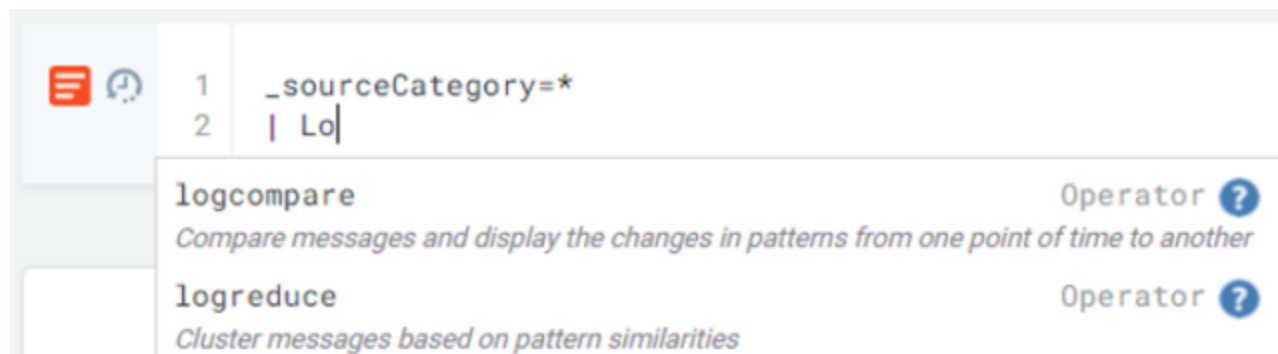 1 _sourceCategory=*
2 | Lo
logcompare Operator ?
Compare messages and display the changes in patterns from one point of time to another
logreduce Operator ?
Cluster messages based on pattern similarities